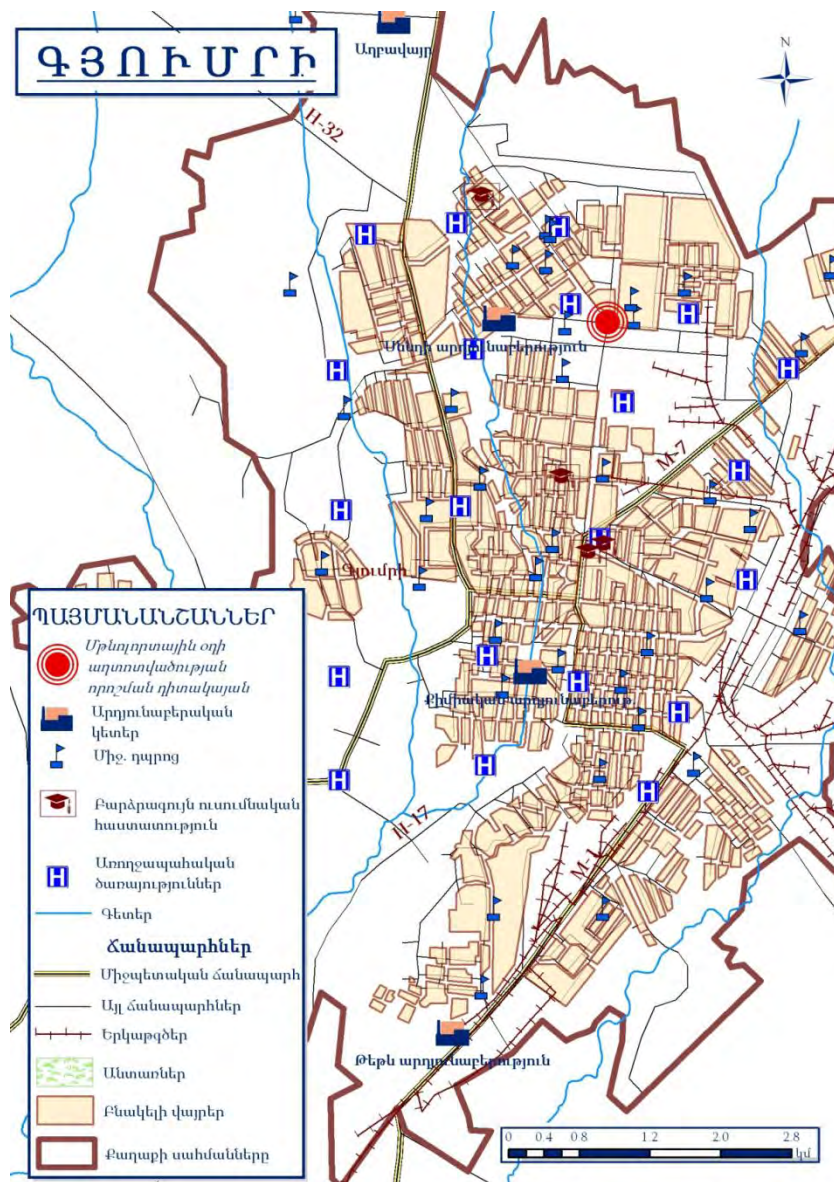 ԳՅՈՒՄՐԻ
Աղբավայր
N
H-32
Սննդի արդյունաբերություն
M-7
Գյումրի
Քիմիական արդյունաբերութ.
H-17
M-1
Թեթև արդյունաբերություն
ՊԱՅՄԱՆԱՆՇԱՆՆԵՐ
Մթնոլորտային օդի
աղտոտվածության
որոշման դիտակայան
Արդյունաբերական
կետեր
Միջ. դպրոց
Բարձրագույն ուսումնական
հաստատություն
Առողջապահական
ծառայություններ
Գետեր
Ճանապարհներ
Միջպետական ճանապարհ
Այլ ճանապարհներ
Երկաթգծեր
Անտառներ
Բնակելի վայրեր
Քաղաքի սահմանները
0 0.4 0.8 1.2 2.0 2.8
կմ